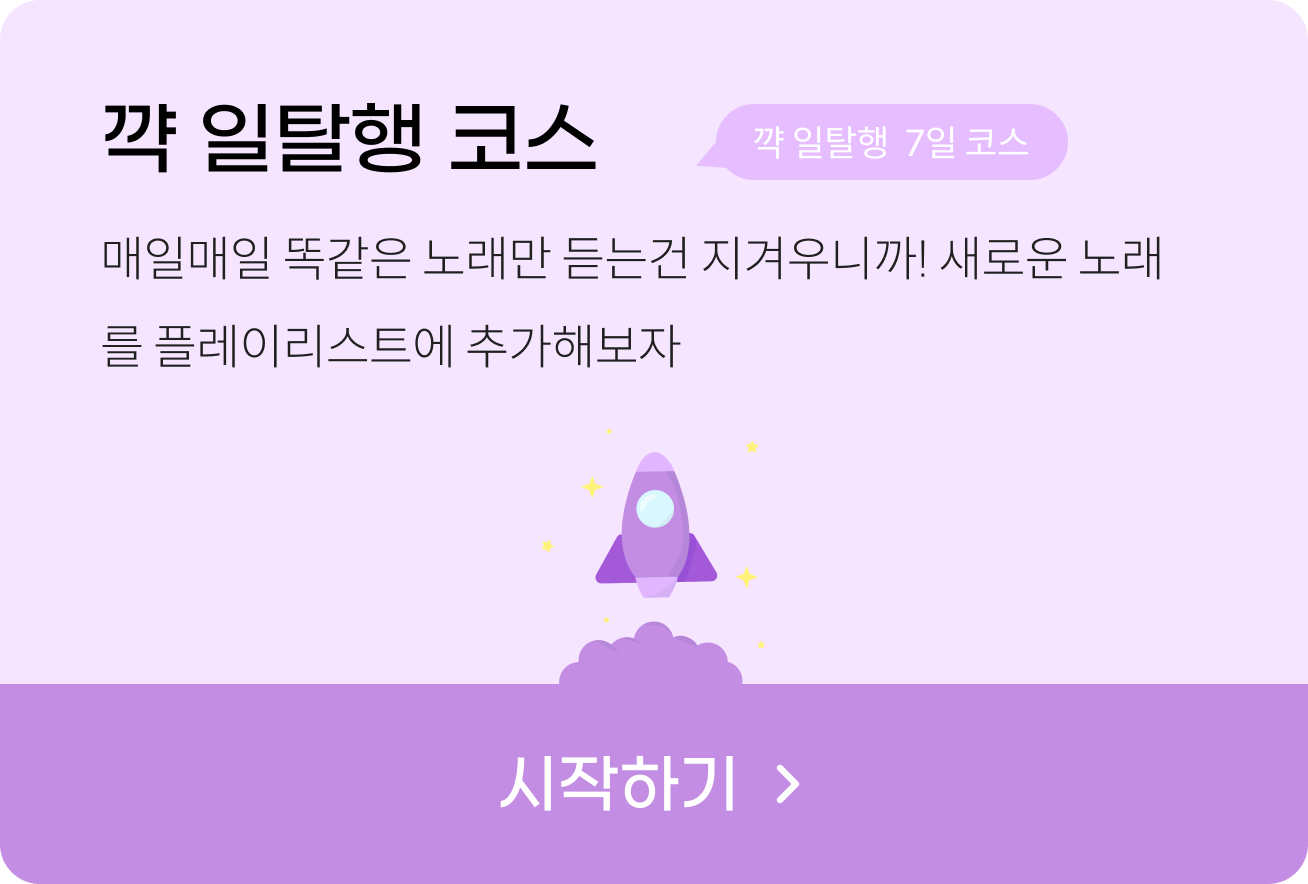 꺅 일탈행 코스
꺅 일탈행 7일 코스
매일매일 똑같은 노래만 듣는건 지겨우니까! 새로운 노래
를 플레이리스트에 추가해보자
시작하기